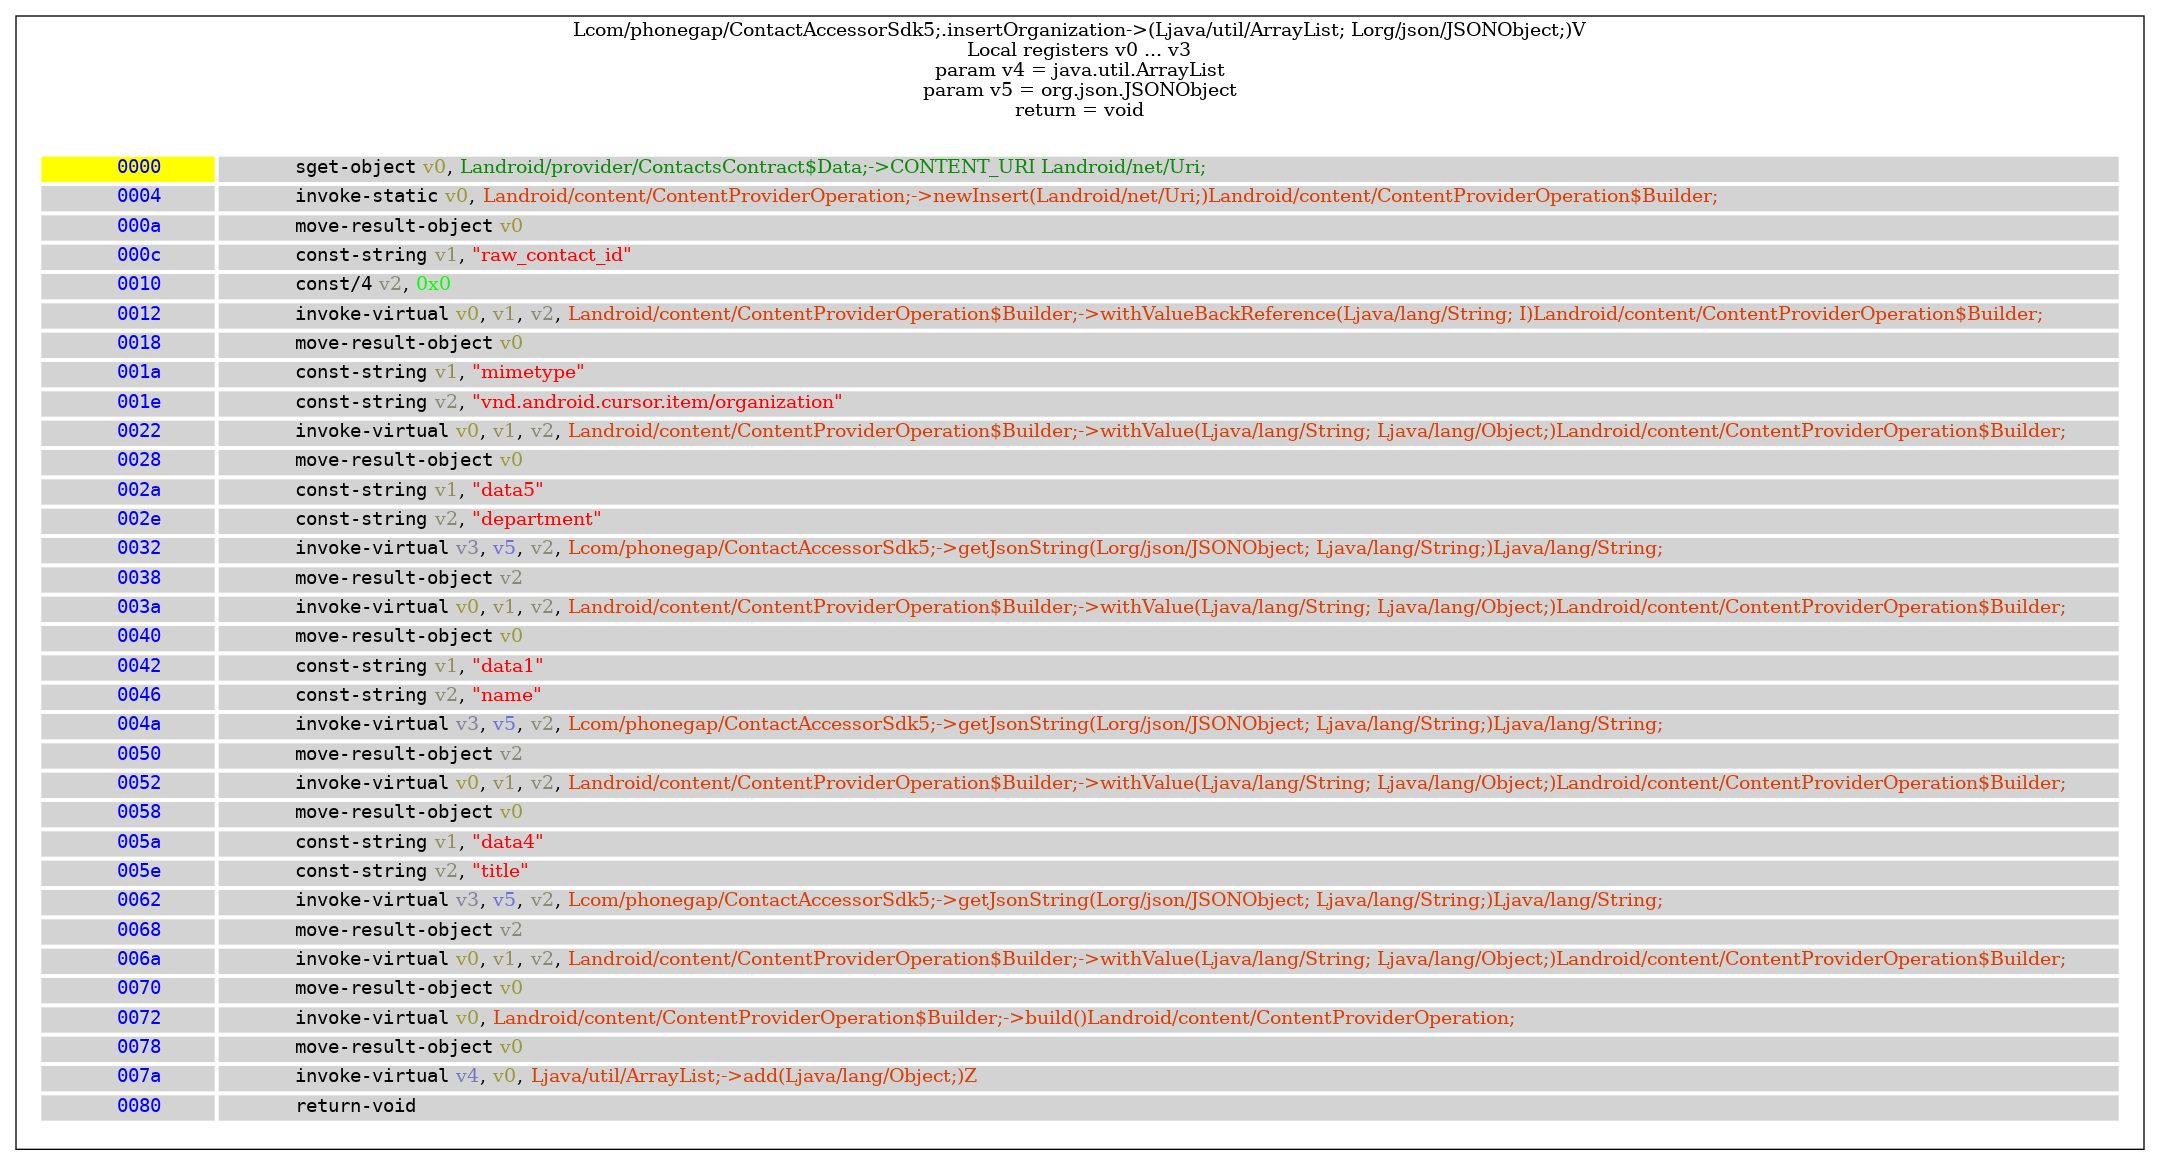 Lcom/phonegap/ContactAccessorSdk5;.insertOrganization->(Ljava/util/ArrayList; Lorg/json/JSONObject;)V
Local registers v0 ... v3
param v4 = java.util.ArrayList
param v5 = org.json.JSONObject
return = void
0000 sget-object v0, Landroid/provider/ContactsContract$Data;->CONTENT_URI Landroid/net/Uri;
0004 invoke-static v0, Landroid/content/ContentProviderOperation;->newInsert(Landroid/net/Uri;)Landroid/content/ContentProviderOperation$Builder;
000a move-result-object v0
000c const-string v1, "raw_contact_id"
0010 const/4 v2, 0x0
0012 invoke-virtual v0, v1, v2, Landroid/content/ContentProviderOperation$Builder;->withValueBackReference(Ljava/lang/String; I)Landroid/content/ContentProviderOperation$Builder;
0018 move-result-object v0
001a const-string v1, "mimetype"
001e const-string v2, "vnd.android.cursor.item/organization"
0022 invoke-virtual v0, v1, v2, Landroid/content/ContentProviderOperation$Builder;->withValue(Ljava/lang/String; Ljava/lang/Object;)Landroid/content/ContentProviderOperation$Builder;
0028 move-result-object v0
002a const-string v1, "data5"
002e const-string v2, "department"
0032 invoke-virtual v3, v5, v2, Lcom/phonegap/ContactAccessorSdk5;->getJsonString(Lorg/json/JSONObject; Ljava/lang/String;)Ljava/lang/String;
0038 move-result-object v2
003a invoke-virtual v0, v1, v2, Landroid/content/ContentProviderOperation$Builder;->withValue(Ljava/lang/String; Ljava/lang/Object;)Landroid/content/ContentProviderOperation$Builder;
0040 move-result-object v0
0042 const-string v1, "data1"
0046 const-string v2, "name"
004a invoke-virtual v3, v5, v2, Lcom/phonegap/ContactAccessorSdk5;->getJsonString(Lorg/json/JSONObject; Ljava/lang/String;)Ljava/lang/String;
0050 move-result-object v2
0052 invoke-virtual v0, v1, v2, Landroid/content/ContentProviderOperation$Builder;->withValue(Ljava/lang/String; Ljava/lang/Object;)Landroid/content/ContentProviderOperation$Builder;
0058 move-result-object v0
005a const-string v1, "data4"
005e const-string v2, "title"
0062 invoke-virtual v3, v5, v2, Lcom/phonegap/ContactAccessorSdk5;->getJsonString(Lorg/json/JSONObject; Ljava/lang/String;)Ljava/lang/String;
0068 move-result-object v2
006a invoke-virtual v0, v1, v2, Landroid/content/ContentProviderOperation$Builder;->withValue(Ljava/lang/String; Ljava/lang/Object;)Landroid/content/ContentProviderOperation$Builder;
0070 move-result-object v0
0072 invoke-virtual v0, Landroid/content/ContentProviderOperation$Builder;->build()Landroid/content/ContentProviderOperation;
0078 move-result-object v0
007a invoke-virtual v4, v0, Ljava/util/ArrayList;->add(Ljava/lang/Object;)Z
0080 return-void